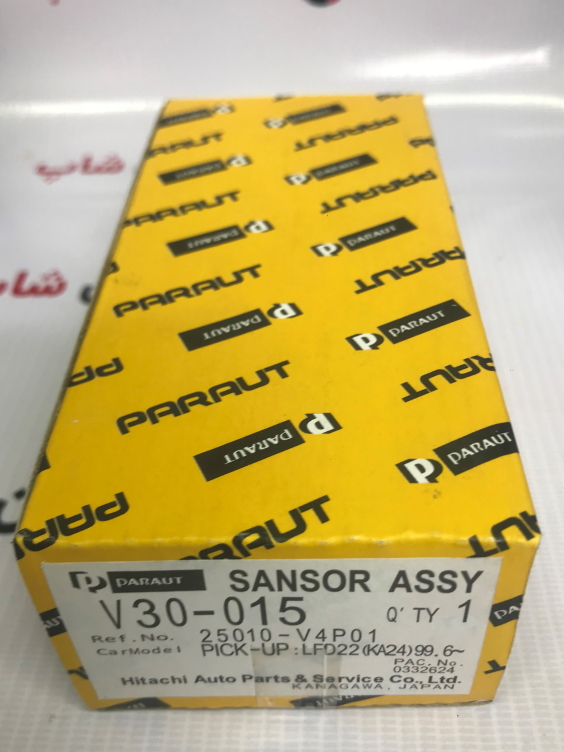 شاپ
شاپ
PARAUT
PARAUT
PARAUT
PARAUT
PARAUT
PARAUT
PARAUT
PARAUT
PARAUT
PARAUT
PARAUT
PARAUT
PARAUT
PARAUT
PARAUT SANSOR ASSY
V30-015 Q'TY 1
Ref.No. 25010-V4P01
CarModel PICK-UP:LFD22(KA24)99.6~
PAC.No.
0332624
Hitachi Auto Parts & Service Co., Ltd.
KANAGAWA, JAPAN